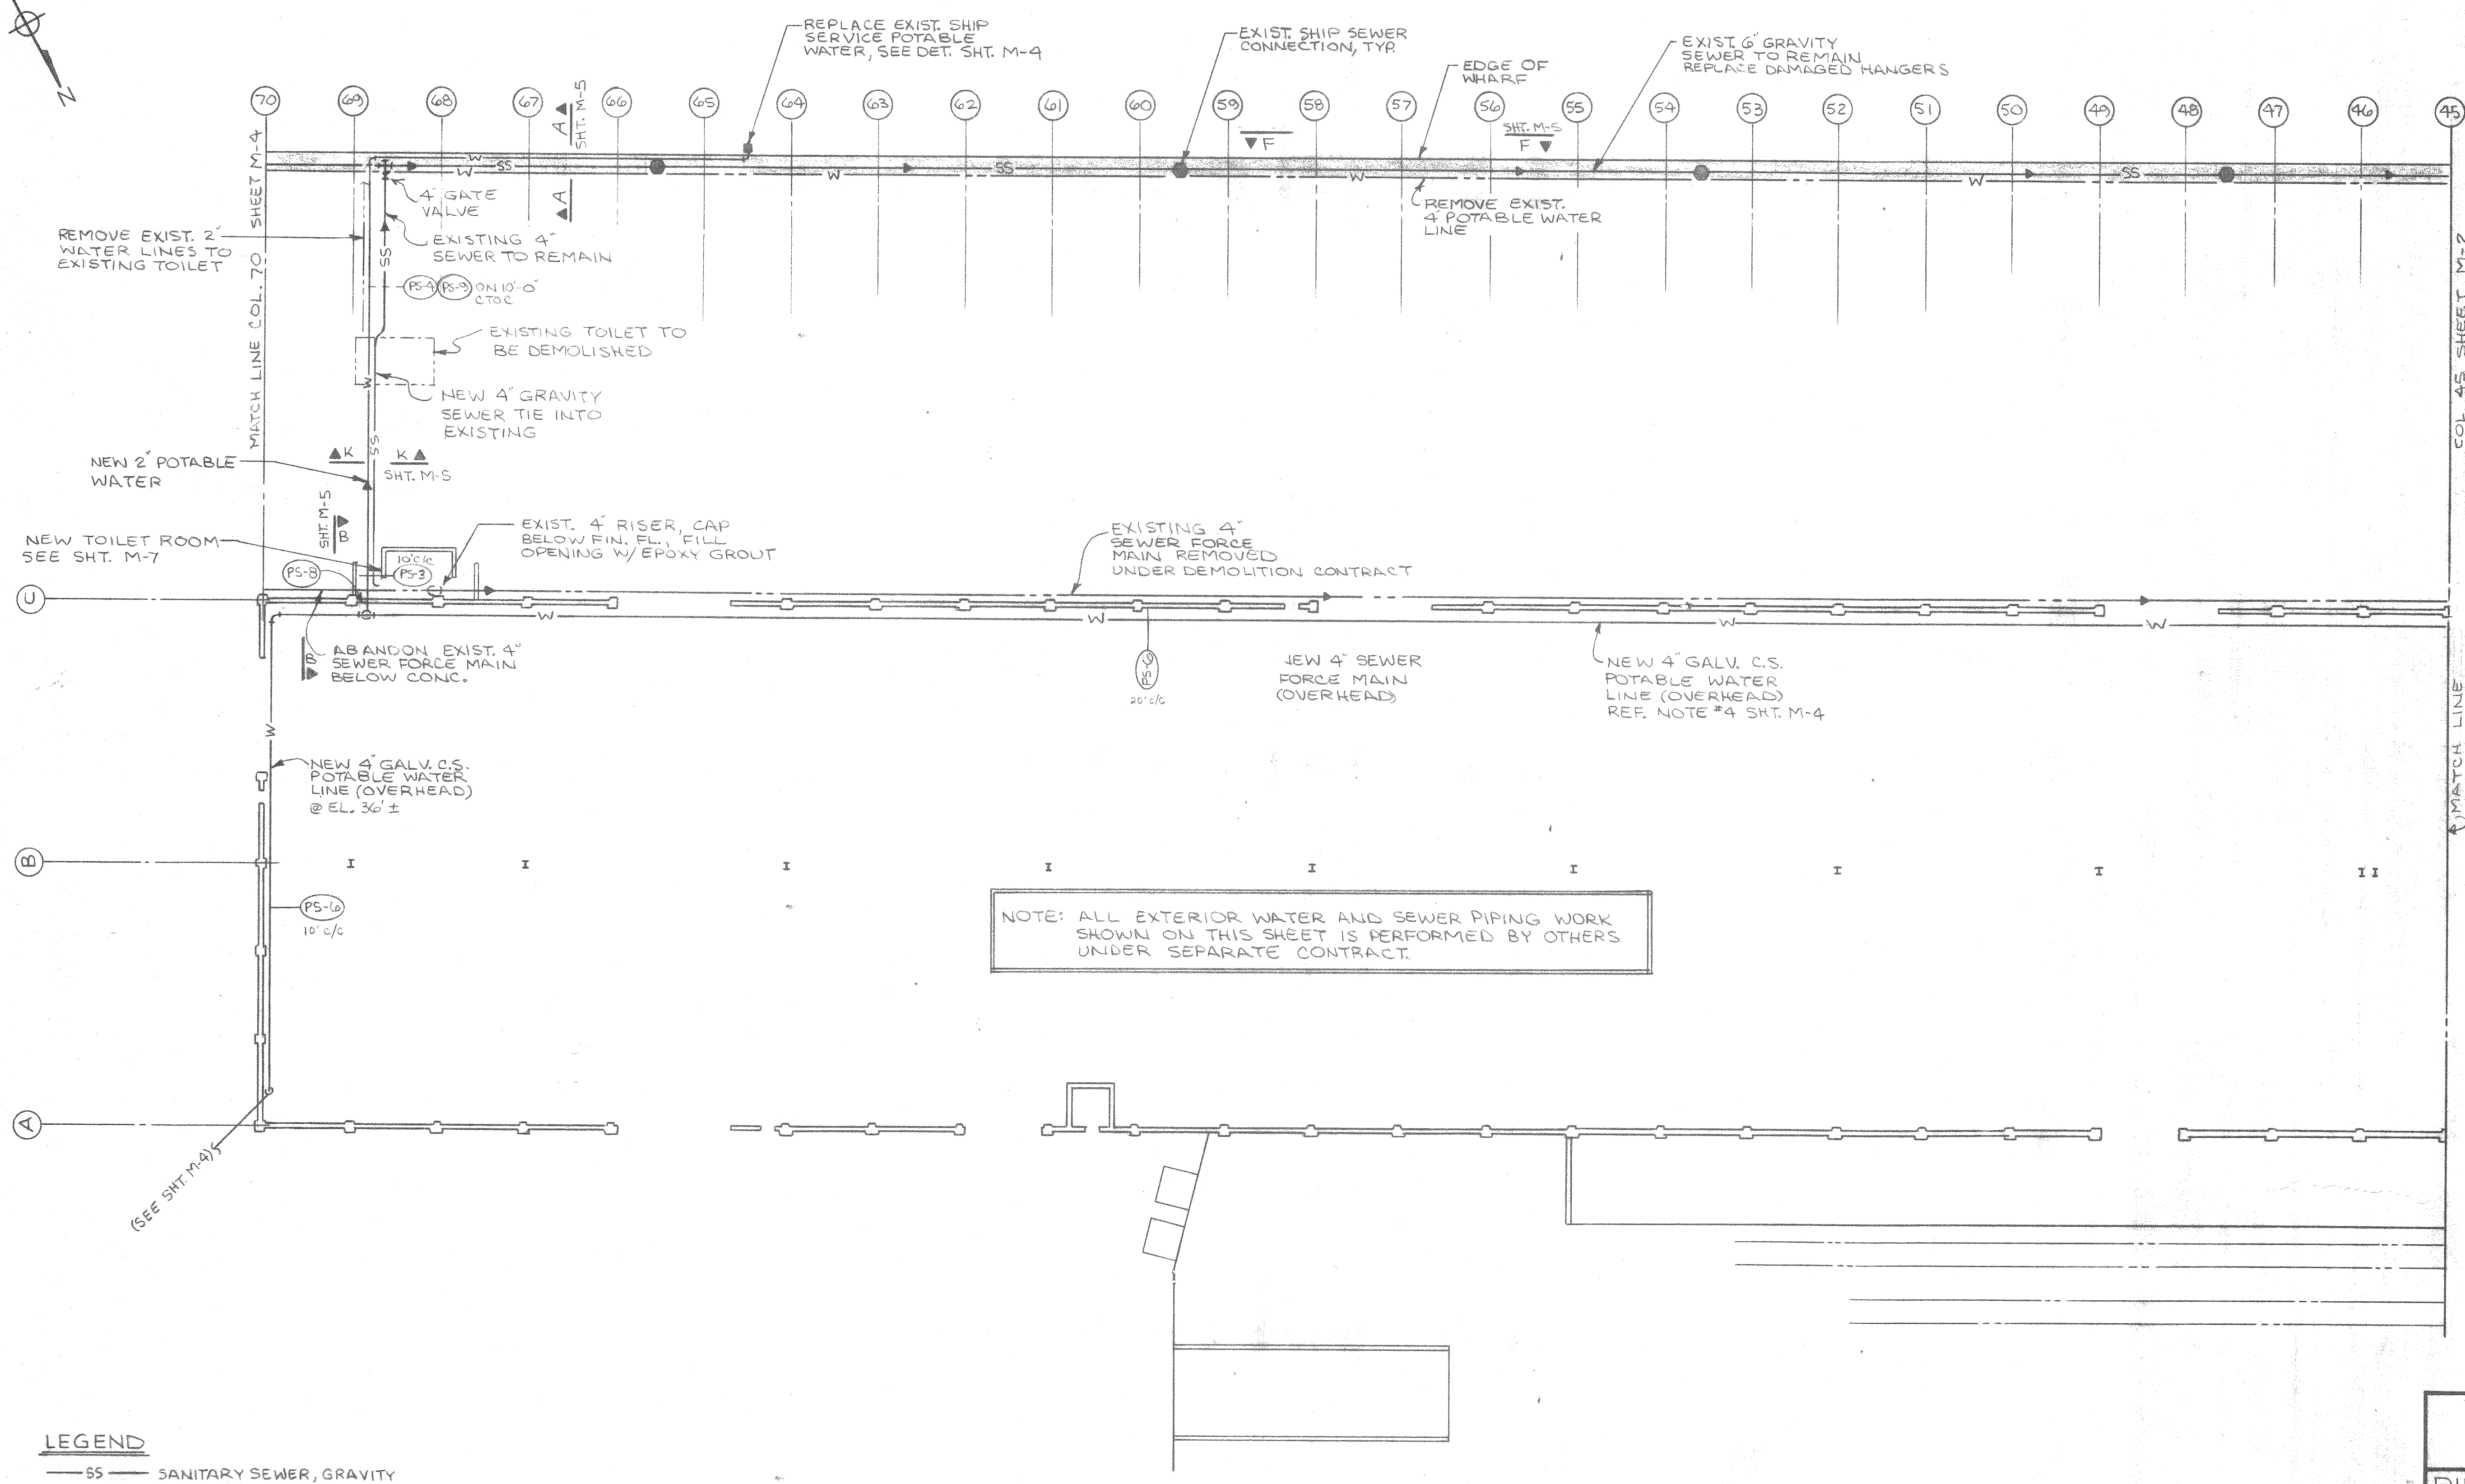 REPLACE EXIST. SHIP
SERVICE POTABLE
WATER, SEE DET. SHT. M-4
EXIST. SHIP SEWER
CONNECTION, TYP.
EDGE OF
WHARF
EXIST. 6" GRAVITY
SEWER TO REMAIN
REPLACE DAMAGED HANGERS
N
70 69 68 67 66 65 64 63 62 61 60 59 58 57 56 55 54 53 52 51 50 49 48 47 46 45
A
SHT. M-5
F
SHT. M-5
F
W
SS
W
W
SS
W
W
SS
4" GATE
VALVE
A
REMOVE EXIST.
4" POTABLE WATER
LINE
REMOVE EXIST. 2"
WATER LINES TO
EXISTING TOILET
EXISTING 4"
SEWER TO REMAIN
SS
PS-4 PS-9 ON 10'-0"
C TO C
MATCH LINE COL. 70 SHEET M-4
COL 45 SHEET M-2
MATCH LINE
EXISTING TOILET TO
BE DEMOLISHED
W
NEW 4" GRAVITY
SEWER TIE INTO
EXISTING
SS
K K
SHT. M-5
NEW 2" POTABLE
WATER
SHT. M-5
B
NEW TOILET ROOM
SEE SHT. M-7
EXIST. 4" RISER, CAP
BELOW FIN. FL., FILL
OPENING W/ EPOXY GROUT
10' c/c
PS-3
PS-8
EXISTING 4"
SEWER FORCE
MAIN REMOVED
UNDER DEMOLITION CONTRACT
C
W
W
W
W
ABANDON EXIST. 4"
SEWER FORCE MAIN
BELOW CONC.
B
PS-6
20' c/c
JEW 4" SEWER
FORCE MAIN
(OVERHEAD)
NEW 4" GALV. C.S.
POTABLE WATER
LINE (OVERHEAD)
REF. NOTE #4 SHT. M-4
W
NEW 4" GALV. C.S.
POTABLE WATER
LINE (OVERHEAD)
@ EL. 36' ±
B
PS-6
10' c/c
NOTE: ALL EXTERIOR WATER AND SEWER PIPING WORK
SHOWN ON THIS SHEET IS PERFORMED BY OTHERS
UNDER SEPARATE CONTRACT.
A
(SEE SHT. M-4)
LEGEND
SS SANITARY SEWER, GRAVITY